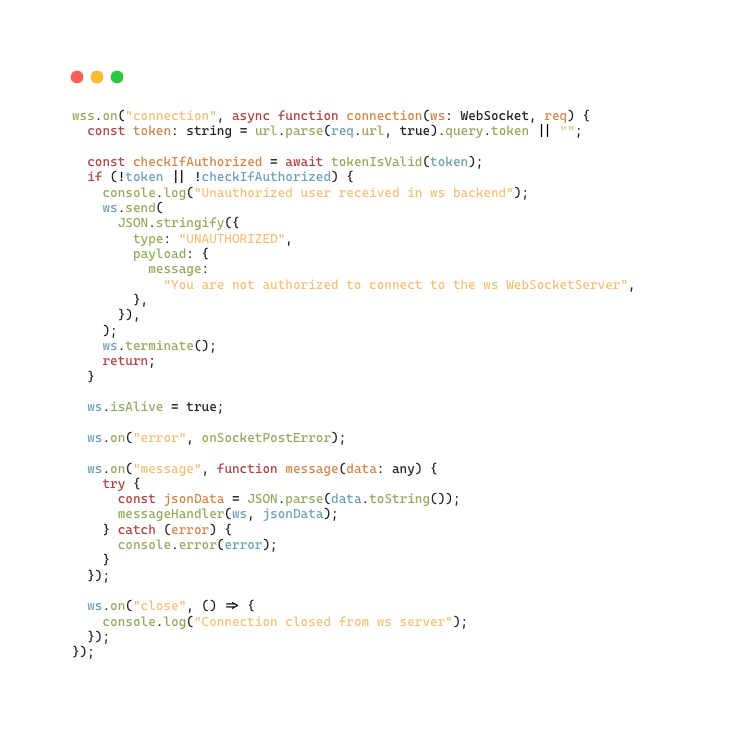 wss.on("connection", async function connection(ws: WebSocket, req) {
  const token: string = url.parse(req.url, true).query.token || "";

  const checkIfAuthorized = await tokenIsValid(token);
  if (!token || !checkIfAuthorized) {
    console.log("Unauthorized user received in ws backend");
    ws.send(
      JSON.stringify({
        type: "UNAUTHORIZED",
        payload: {
          message:
            "You are not authorized to connect to the ws WebSocketServer",
        },
      }),
    );
    ws.terminate();
    return;
  }

  ws.isAlive = true;

  ws.on("error", onSocketPostError);

  ws.on("message", function message(data: any) {
    try {
      const jsonData = JSON.parse(data.toString());
      messageHandler(ws, jsonData);
    } catch (error) {
      console.error(error);
    }
  });

  ws.on("close", () => {
    console.log("Connection closed from ws server");
  });
});